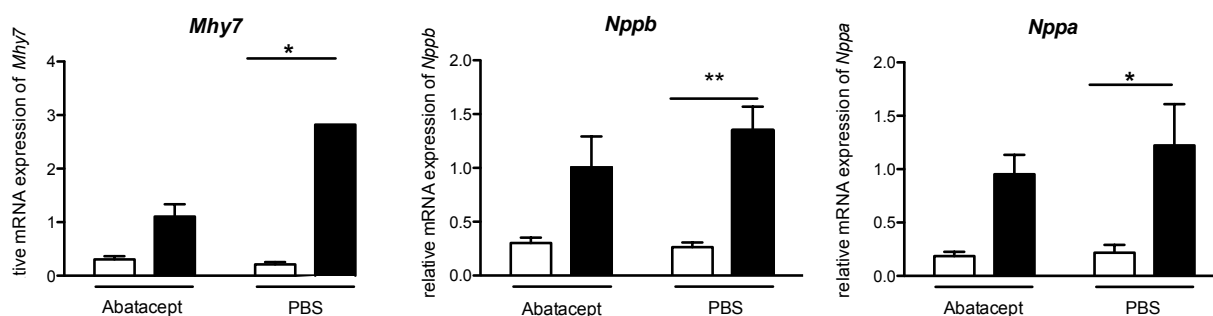 Mhy7
tive mRNA expression of Mhy7
4
3
2
1
0
*
Abatacept
PBS
Nppb
relative mRNA expression of Nppb
2.0
1.5
1.0
0.5
0.0
**
Abatacept
PBS
Nppa
relative mRNA expression of Nppa
2.0
1.5
1.0
0.5
0.0
*
Abatacept
PBS